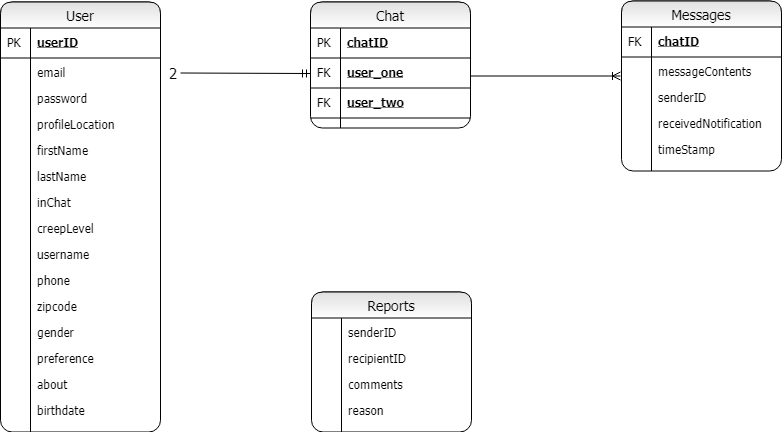 User
PK userID
email
password
profileLocation
firstName
lastName
inChat
creepLevel
username
phone
zipcode
gender
preference
about
birthdate
2
Chat
PK chatID
FK user_one
FK user_two
Messages
FK chatID
messageContents
senderID
receivedNotification
timeStamp
Reports
senderID
recipientID
comments
reason